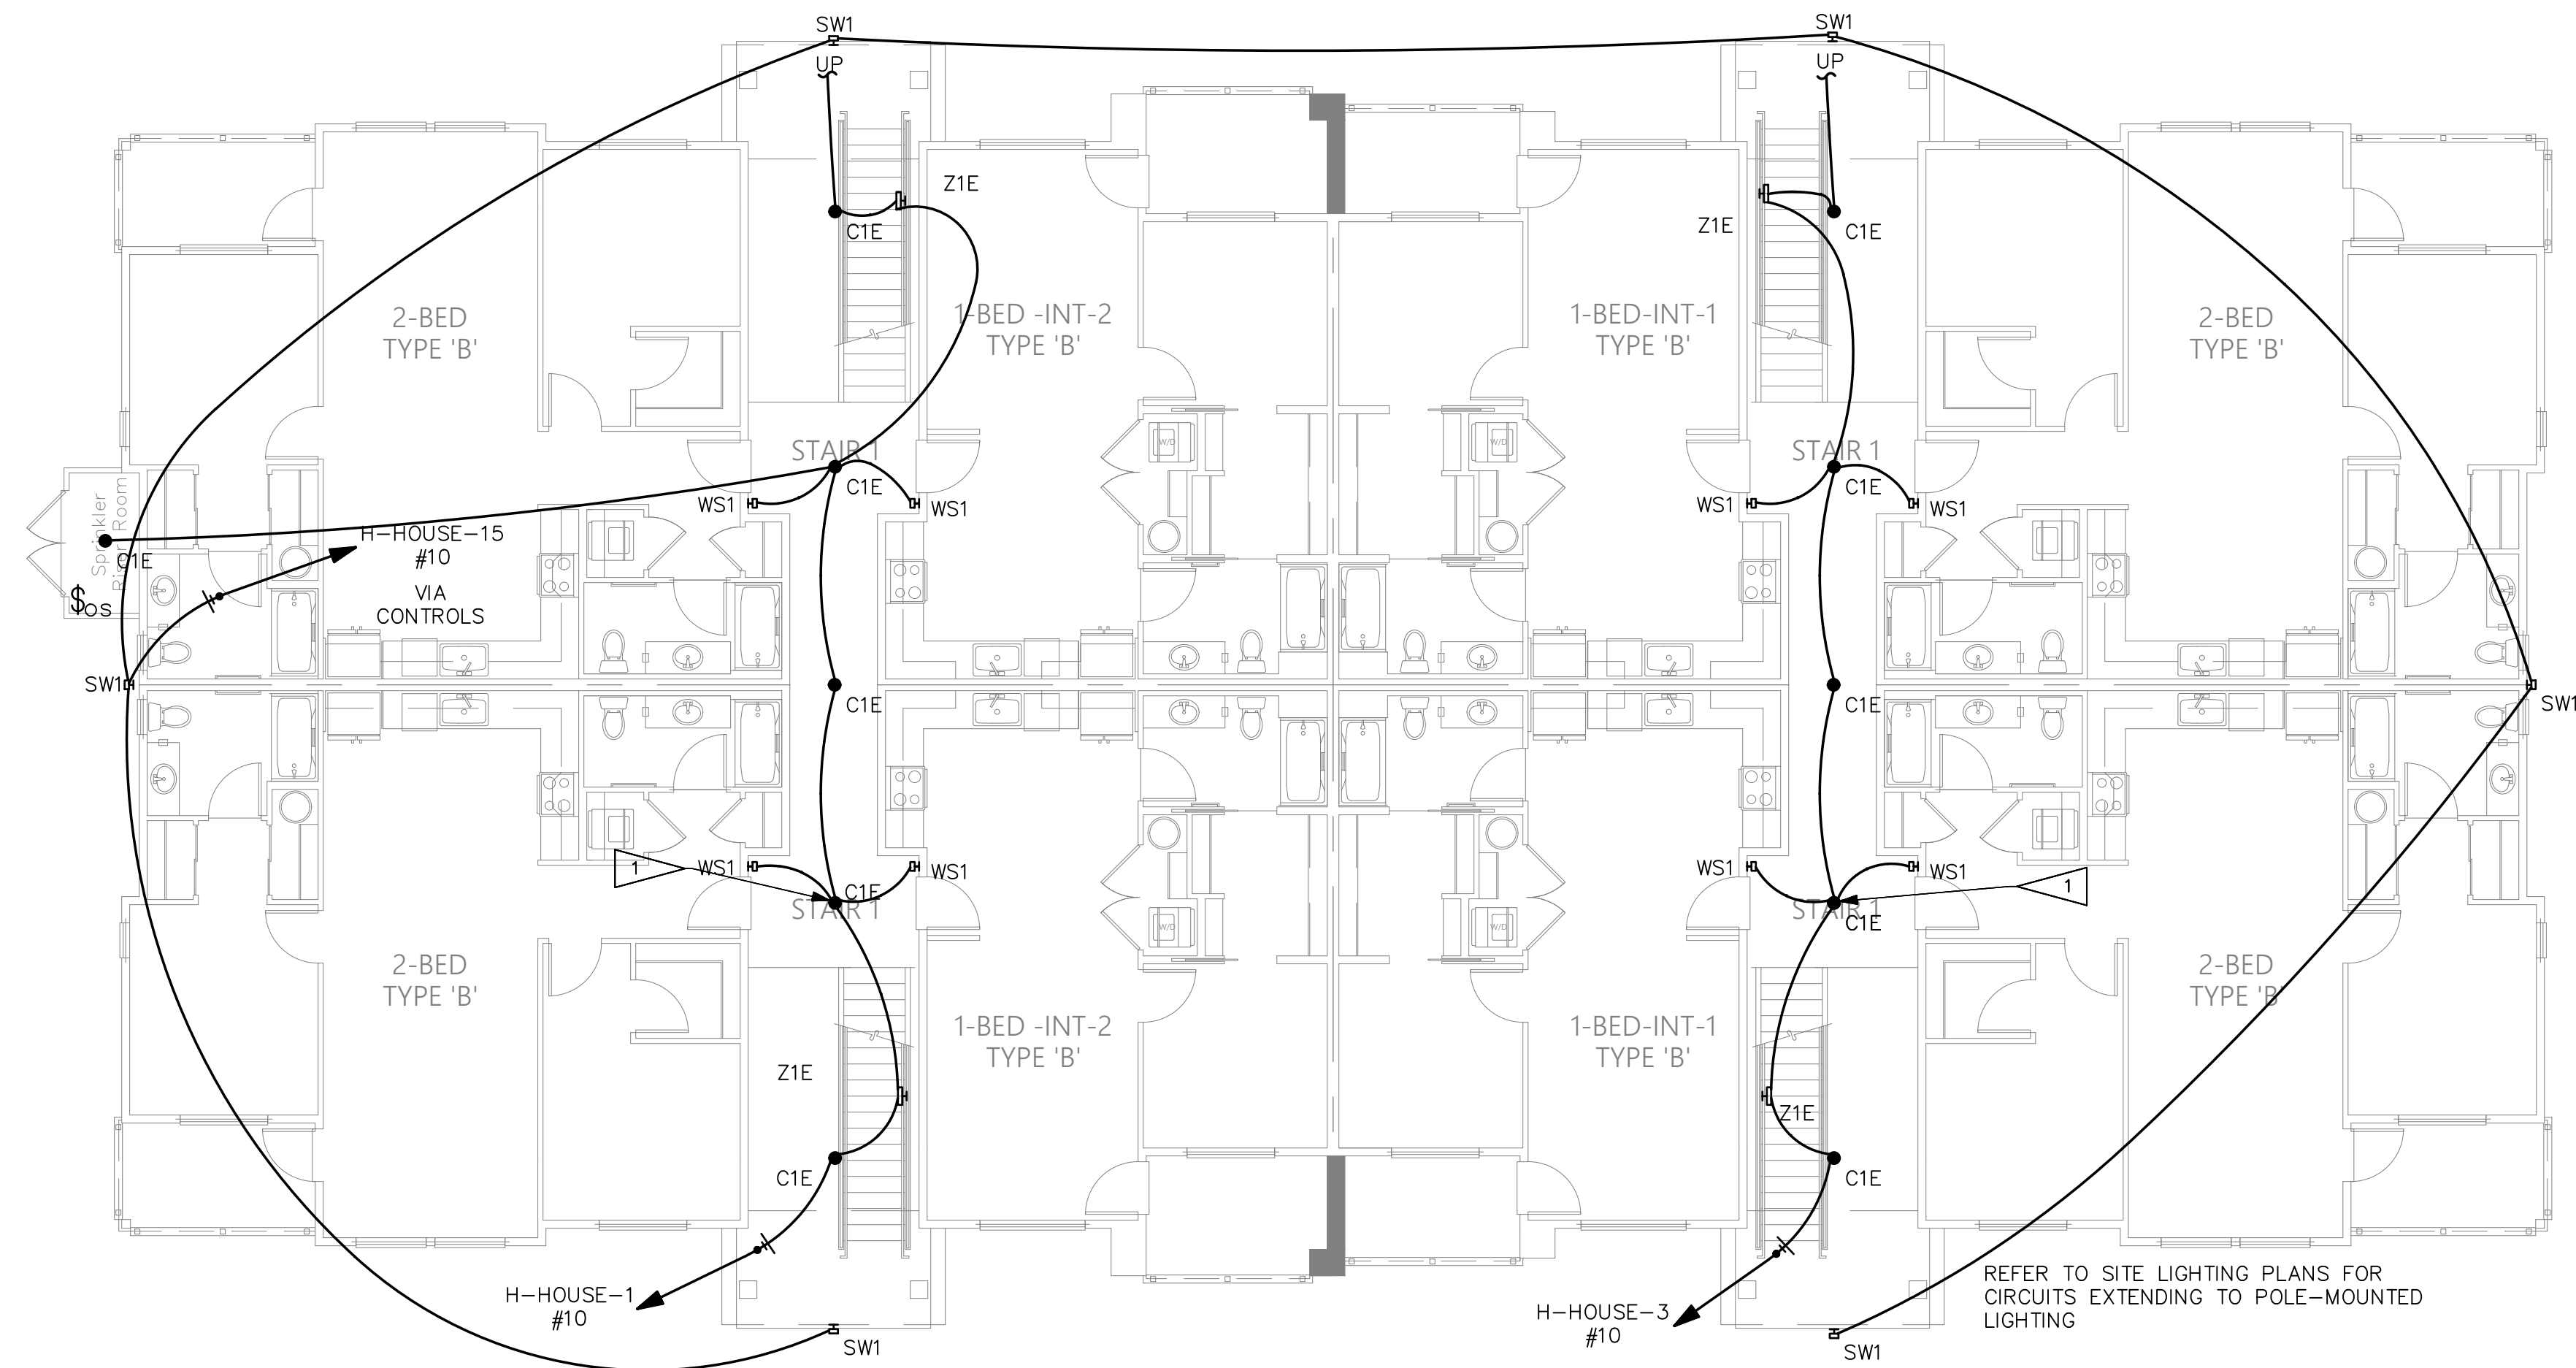 SW1
SW1
UP
UP
Z1E
C1E
Z1E
C1E
2-BED
TYPE 'B'
1-BED -INT-2
TYPE 'B'
1-BED-INT-1
TYPE 'B'
2-BED
TYPE 'B'
STAIR 1
STAIR 1
C1E
C1E
W/D
W/D
WS1
WS1
WS1
WS1
Sprinkler
Riser Room
C1E
$OS
H-HOUSE-15
#10
VIA
CONTROLS
SW1
C1E
C1E
SW1
1
WS1
WS1
WS1
WS1
C1E
STAIR 1
1
STAIR 1
C1E
W/D
W/D
2-BED
TYPE 'B'
1-BED -INT-2
TYPE 'B'
1-BED-INT-1
TYPE 'B'
2-BED
TYPE 'B'
Z1E
Z1E
C1E
C1E
H-HOUSE-1
#10
H-HOUSE-3
#10
REFER TO SITE LIGHTING PLANS FOR
CIRCUITS EXTENDING TO POLE-MOUNTED
LIGHTING
SW1
SW1